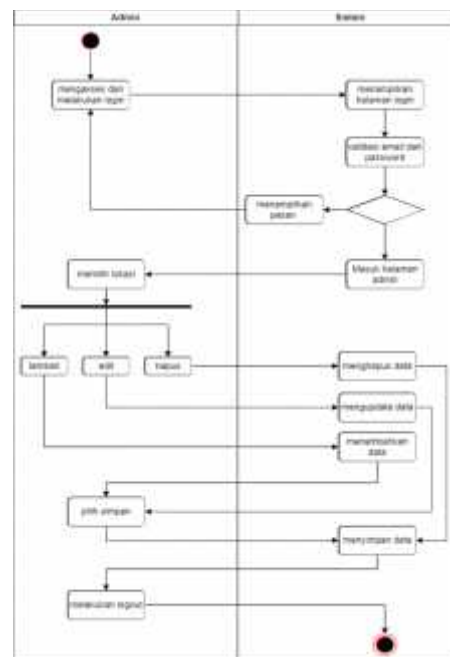 Admin
Sistem
mengakses dan
melakukan login
menampilkan
halaman login
validasi email dan
password
menampilkan
pesan
Masuk halaman
admin
memilih lokasi
tambah
edit
hapus
menghapus data
mengupdate data
menambahkan
data
pilih simpan
menyimpan data
melakukan logout